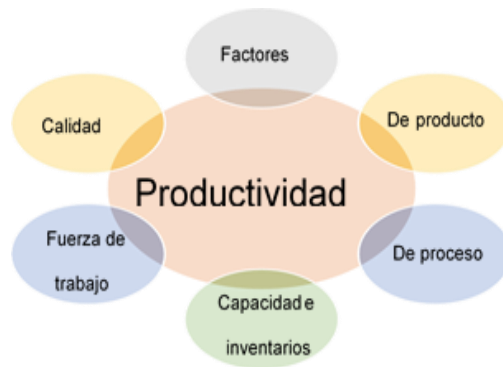 Factores
Calidad
De producto
Productividad
Fuerza de
trabajo
De proceso
Capacidad e
inventarios